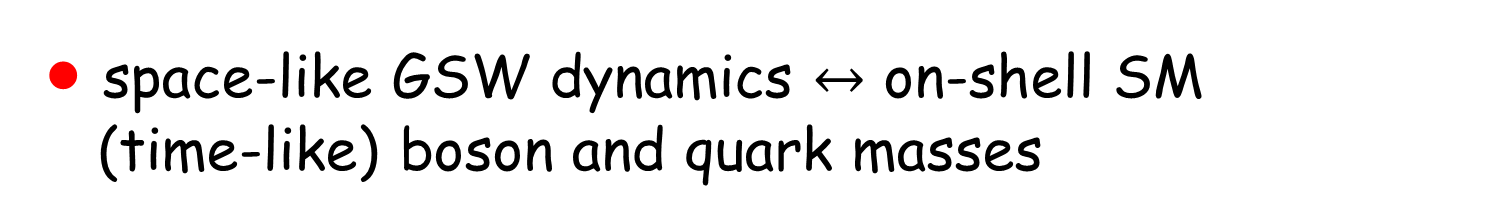 • space-like GSW dynamics ↔ on-shell SM
(time-like) boson and quark masses